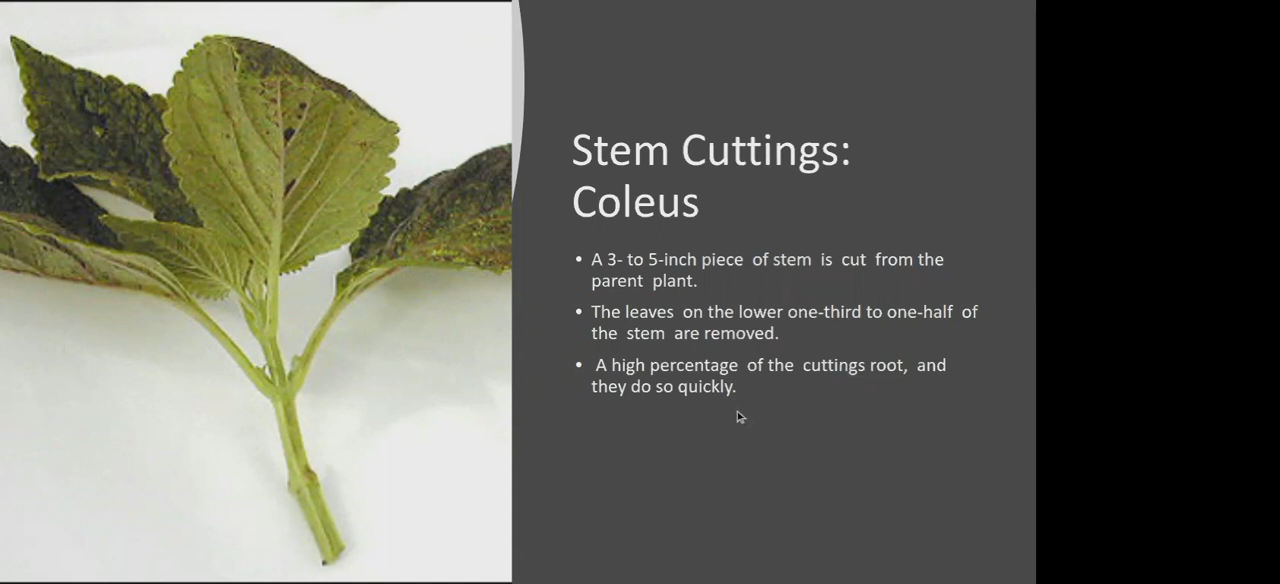 Stem Cuttings:
Coleus
• A 3- to 5-inch piece of stem is cut from the
parent plant.
• The leaves on the lower one-third to one-half of
the stem are removed.
• A high percentage of the cuttings root, and
they do so quickly.